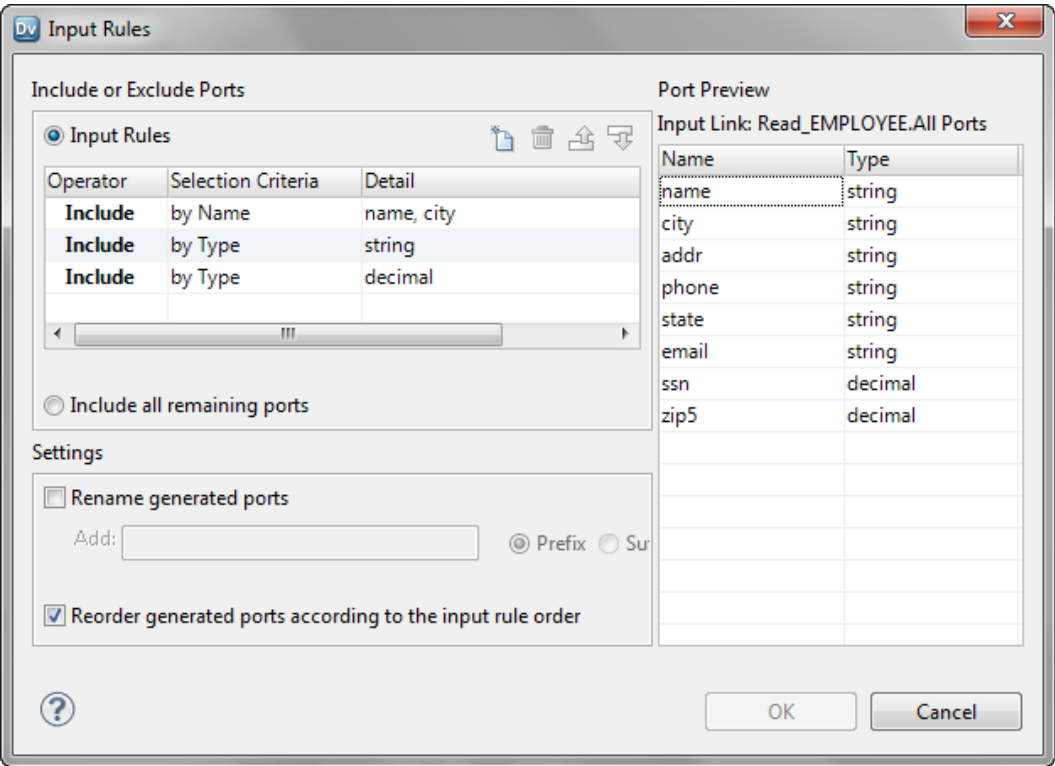 Dv Input Rules
Include or Exclude Ports
Input Rules
Operator Selection Criteria Detail
Include by Name name, city
Include by Type string
Include by Type decimal
Include all remaining ports
Settings
Rename generated ports
Add: Prefix Su
Reorder generated ports according to the input rule order
Port Preview
Input Link: Read_EMPLOYEE.All Ports
Name Type
name string
city string
addr string
phone string
state string
email string
ssn decimal
zip5 decimal
? OK Cancel